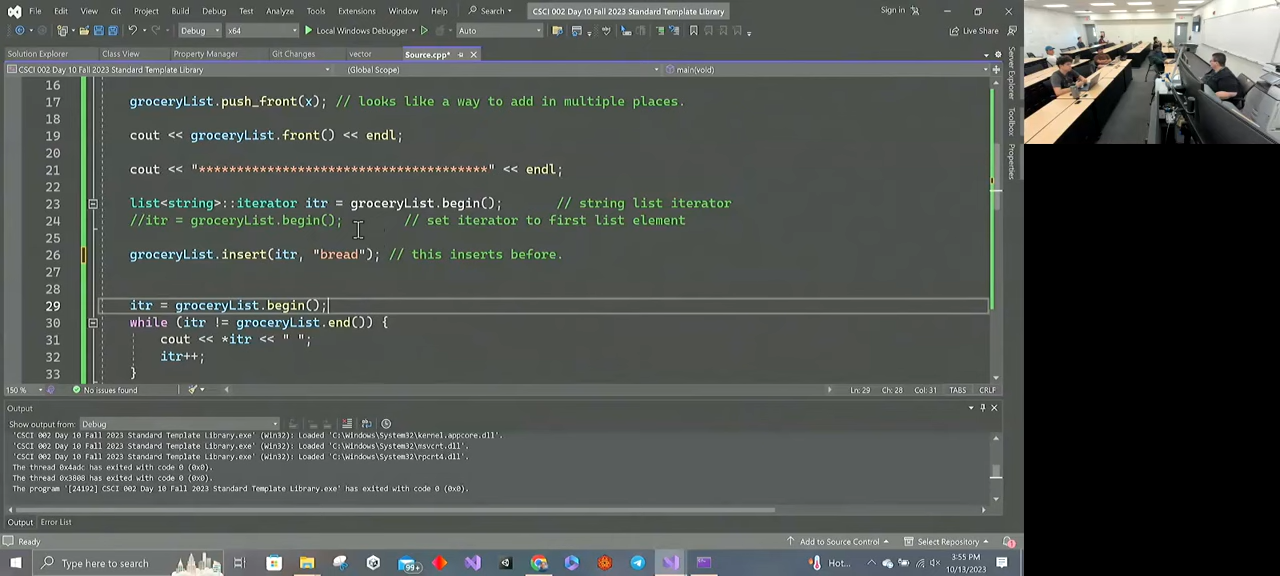 File Edit View Git Project Build Debug Test Analyze Tools Extensions Window Help Search CSCI 002 Day 10 Fall 2023 Standard Template Library Sign in
Debug x64 Local Windows Debugger Auto Live Share
Solution Explorer Class View Property Manager Git Changes vector Source.cpp*
CSCI 002 Day 10 Fall 2023 Standard Template Library (Global Scope) main(void)
16
17 groceryList.push_front(x); // looks like a way to add in multiple places.
18
19 cout << groceryList.front() << endl;
20
21 cout << "**************************************" << endl;
22
23 list<string>::iterator itr = groceryList.begin(); // string list iterator
24 //itr = groceryList.begin(); // set iterator to first list element
25
26 groceryList.insert(itr, "bread"); // this inserts before.
27
28
29 itr = groceryList.begin();
30 while (itr != groceryList.end()) {
31 cout << *itr << " ";
32 itr++;
33 }
150 % No issues found Ln: 29 Ch: 28 Col: 31 TABS CRLF
Output
Show output from: Debug
'CSCI 002 Day 10 Fall 2023 Standard Template Library.exe' (Win32): Loaded 'C:\Windows\System32\kernel.appcore.dll'.
'CSCI 002 Day 10 Fall 2023 Standard Template Library.exe' (Win32): Loaded 'C:\Windows\System32\msvcrt.dll'.
'CSCI 002 Day 10 Fall 2023 Standard Template Library.exe' (Win32): Loaded 'C:\Windows\System32\rpcrt4.dll'.
The thread 0x4adc has exited with code 0 (0x0).
The thread 0x3808 has exited with code 0 (0x0).
The program '[24192] CSCI 002 Day 10 Fall 2023 Standard Template Library.exe' has exited with code 0 (0x0).
Output Error List
Ready Add to Source Control Select Repository
Type here to search 99+ Hot... 3:55 PM
10/13/2023
Server Explorer
Toolbox
Properties